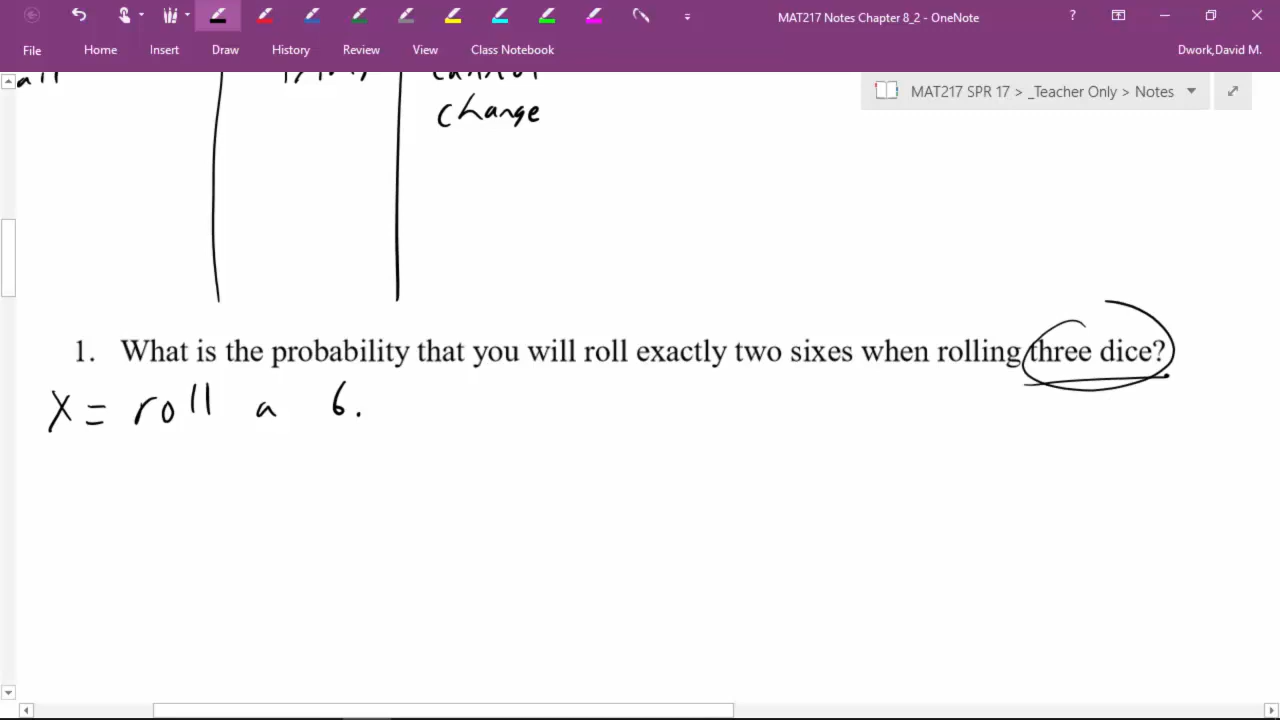 MAT217 Notes Chapter 8_2 - OneNote
?
File
Home
Insert
Draw
History
Review
View
Class Notebook
Dwork,David M.
MAT217 SPR 17 > _Teacher Only > Notes
all
cannot
change
1. What is the probability that you will roll exactly two sixes when rolling three dice?
X = roll a 6.